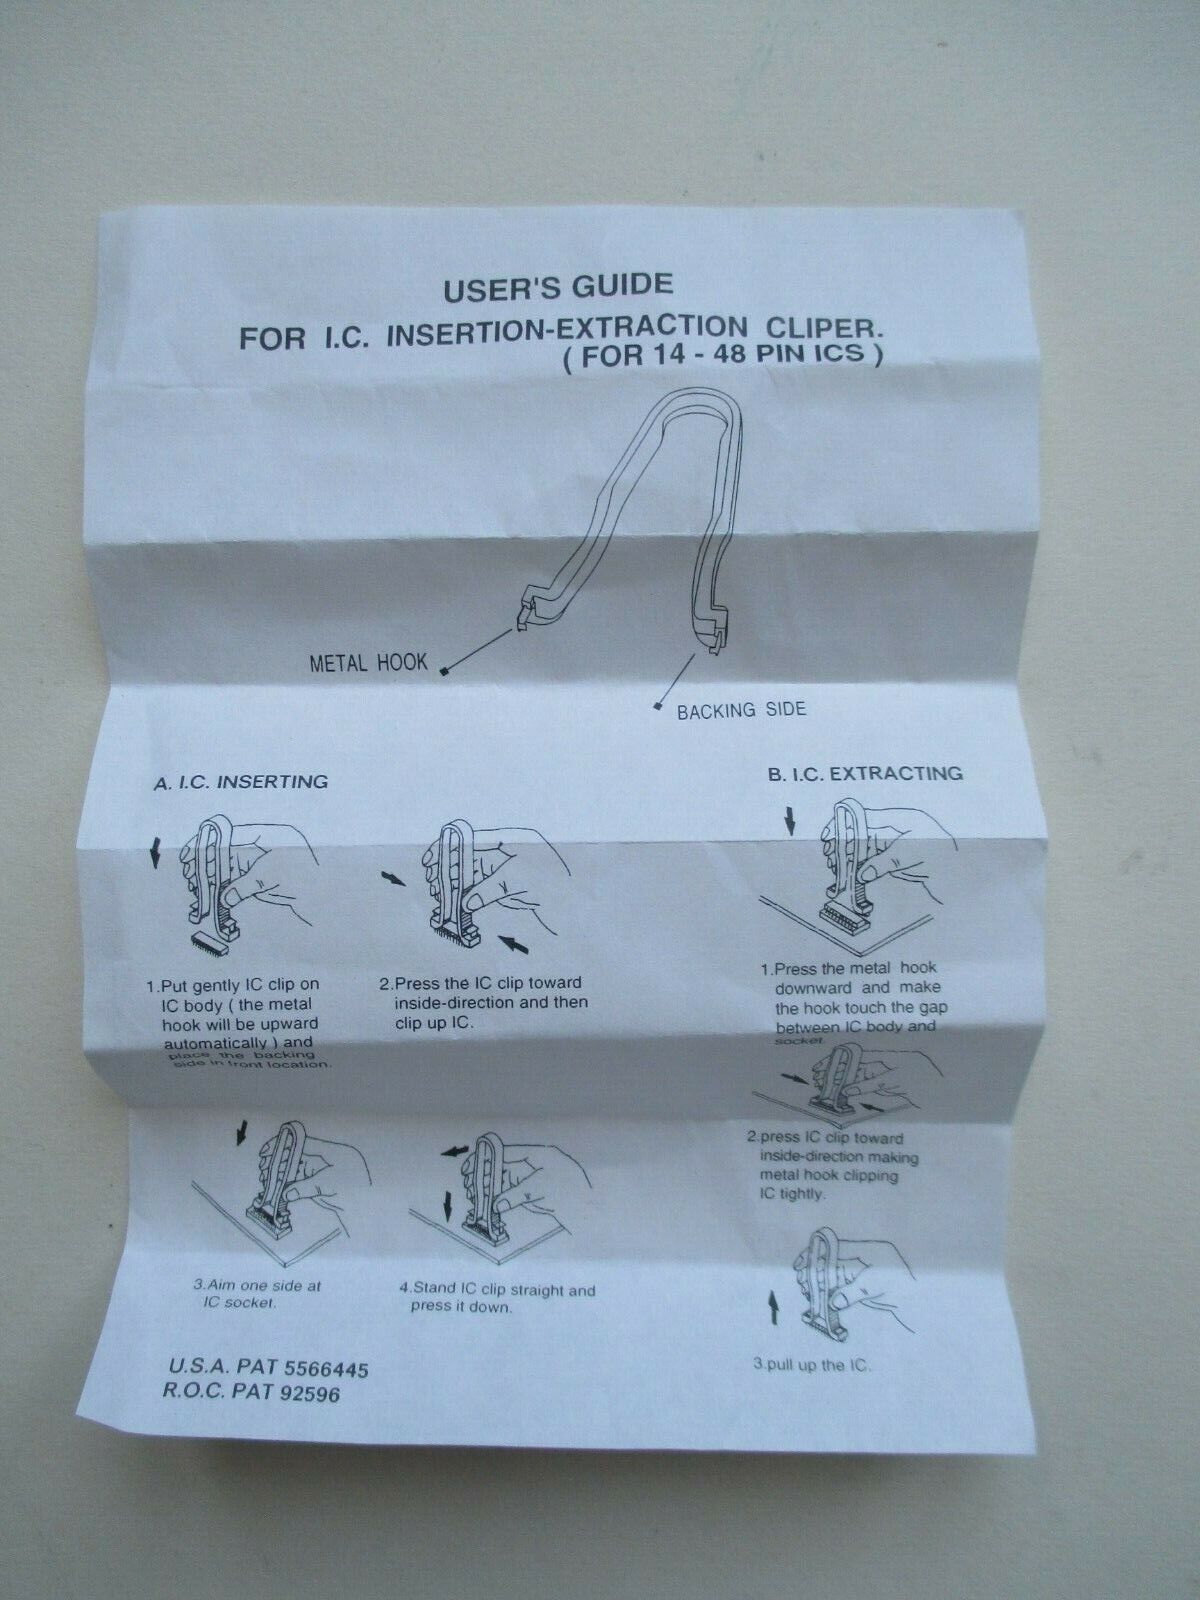 USER'S GUIDE
FOR I.C. INSERTION-EXTRACTION CLIPER.
( FOR 14 - 48 PIN ICS )
METAL HOOK
BACKING SIDE
A. I.C. INSERTING
1.Put gently IC clip on
IC body ( the metal
hook will be upward
automatically ) and
place the backing
side in front location.
2.Press the IC clip toward
inside-direction and then
clip up IC.
3.Aim one side at
IC socket.
4.Stand IC clip straight and
press it down.
B. I.C. EXTRACTING
1.Press the metal hook
downward and make
the hook touch the gap
between IC body and
socket.
2.press IC clip toward
inside-direction making
metal hook clipping
IC tightly.
3.pull up the IC.
U.S.A. PAT 5566445
R.O.C. PAT 92596